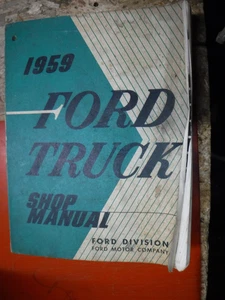 1959
FORD
TRUCK
SHOP
MANUAL
FORD DIVISION
FORD MOTOR COMPANY